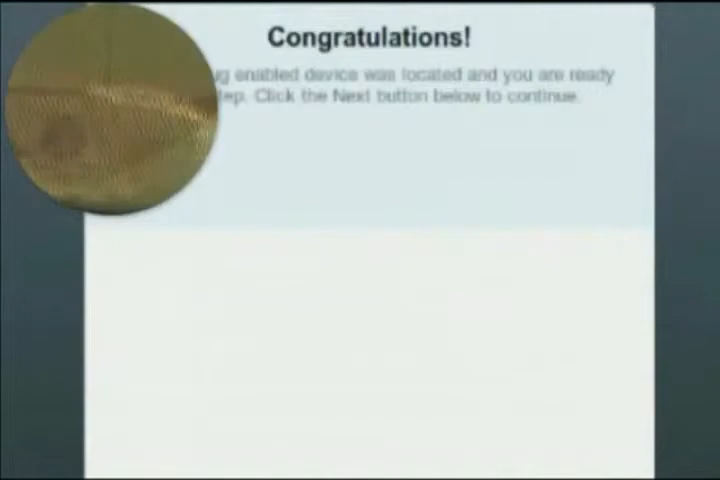 Congratulations!
enabled device was located and you are ready
Click the Next button below to continue.